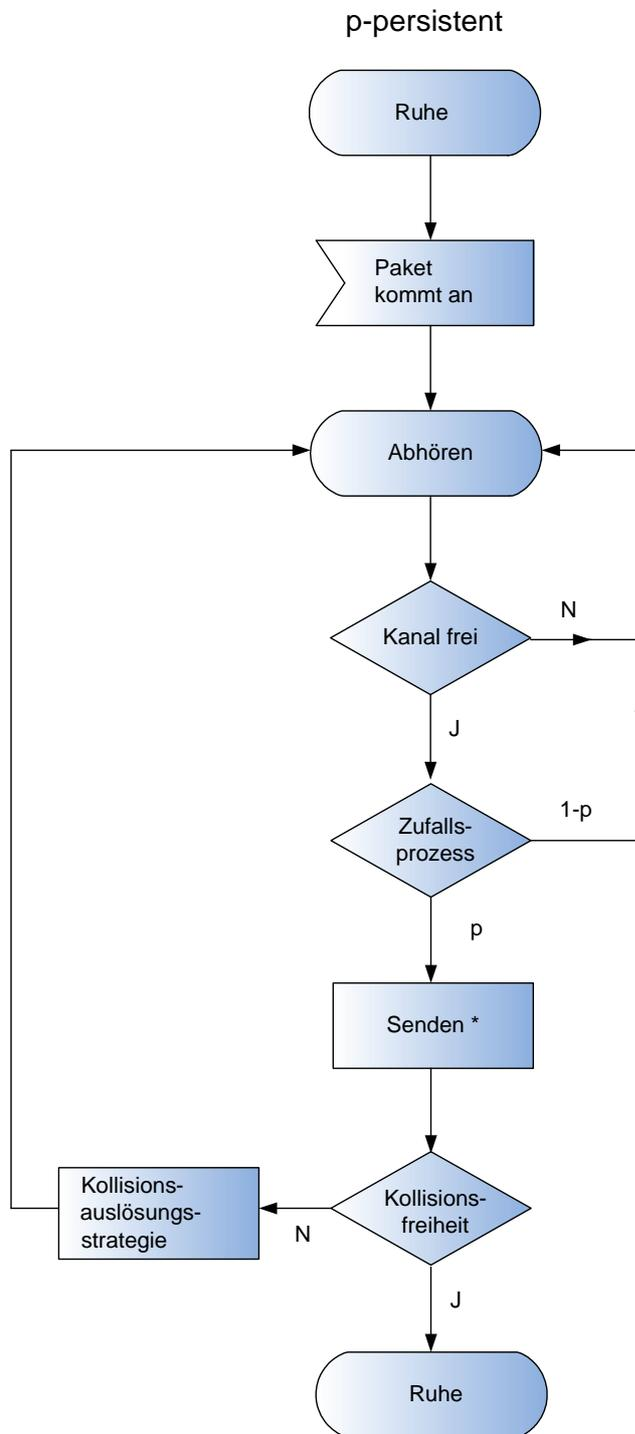 p-persistent
Ruhe
Paket
kommt an
Abhören
Kanal frei
N
J
Zufalls-
prozess
1-p
p
Senden *
Kollisions-
auslösungs-
strategie
N
Kollisions-
freiheit
J
Ruhe